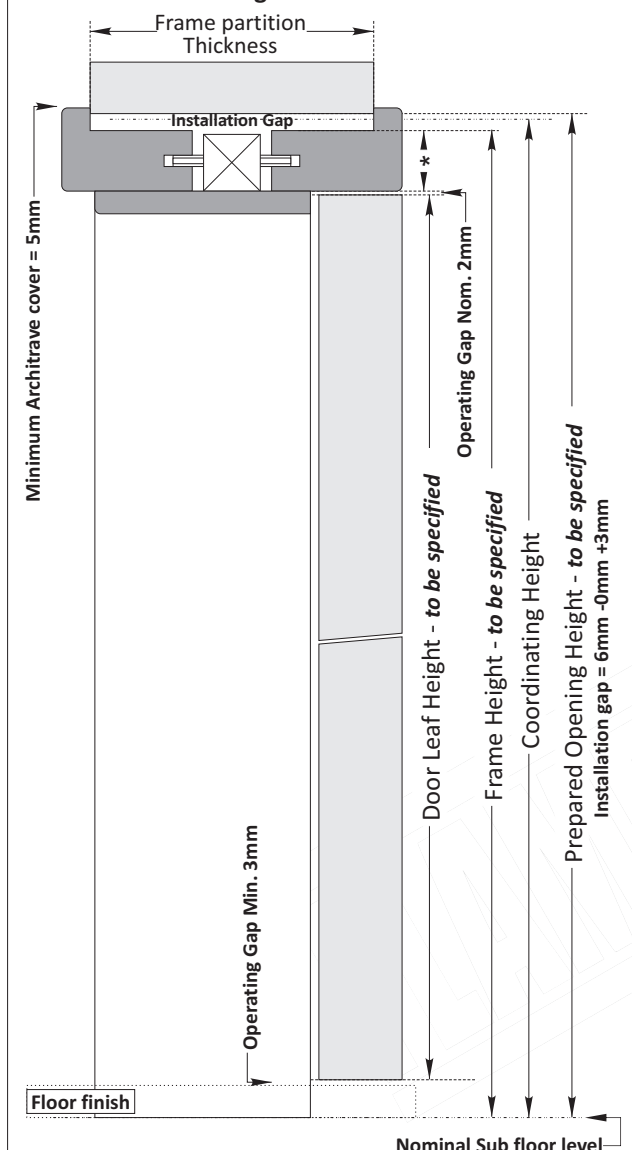 Frame partition
Thickness
Installation Gap
*
Minimum Architrave cover = 5mm
Operating Gap Nom. 2mm
Door Leaf Height - to be specified
Frame Height - to be specified
Coordinating Height
Prepared Opening Height - to be specified
Installation gap = 6mm -0mm +3mm
Operating Gap Min. 3mm
Floor finish
Nominal Sub floor level